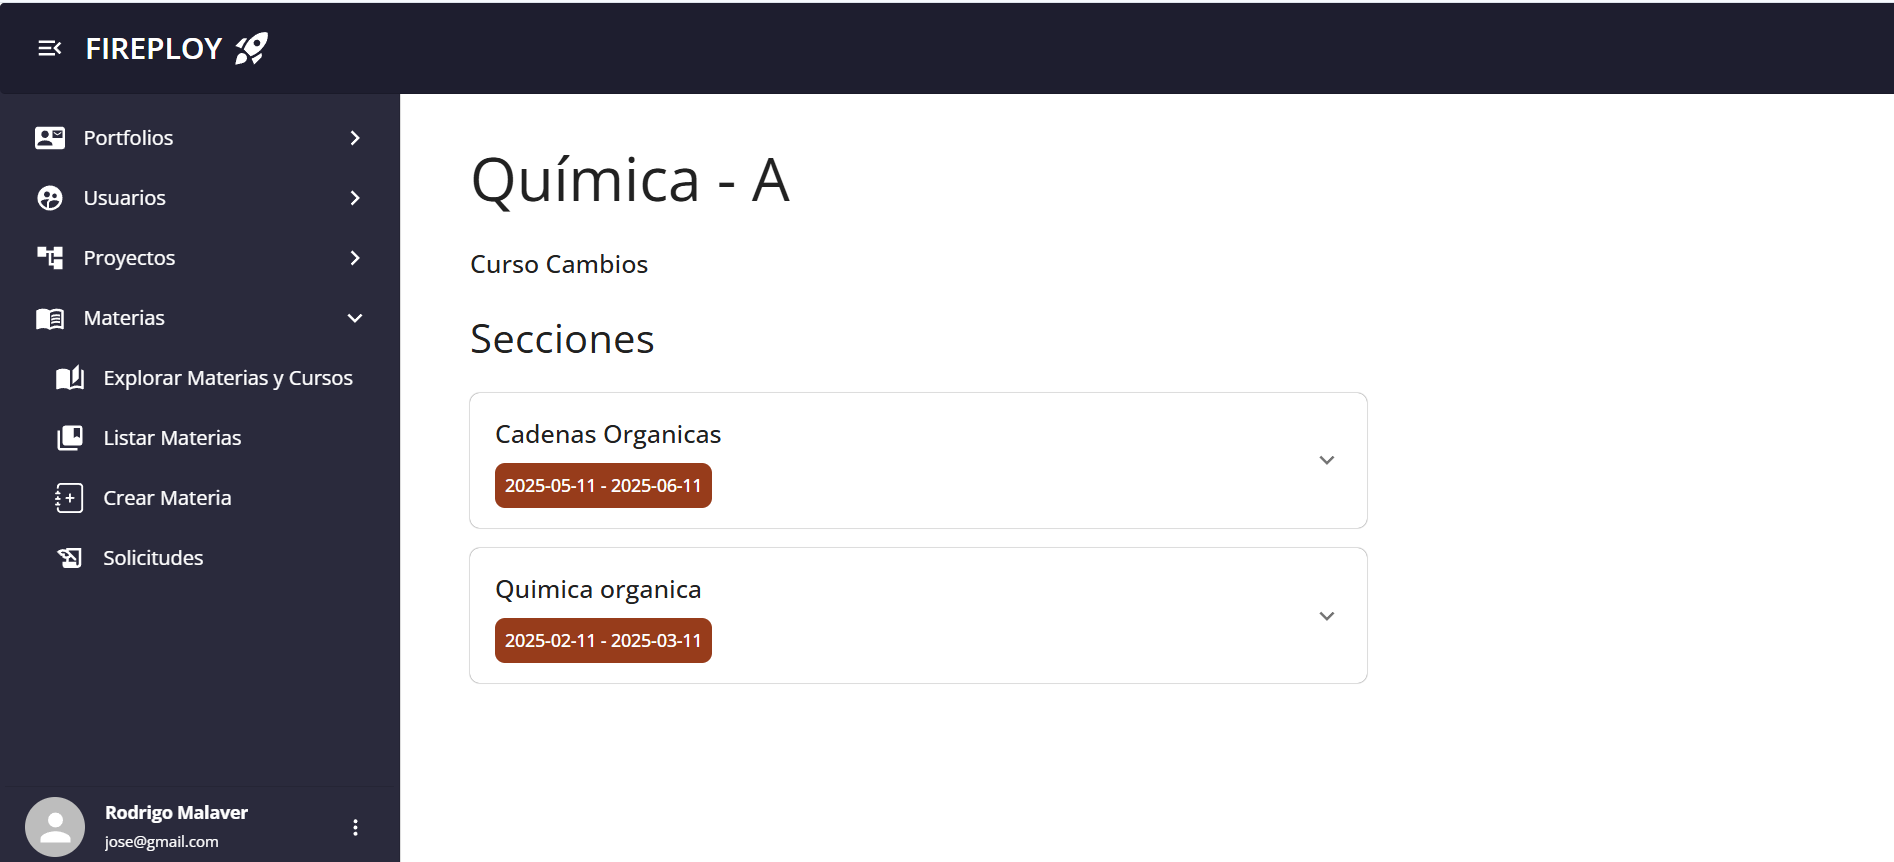 FIREPLOY
Portfolios
Usuarios
Proyectos
Materias
Explorar Materias y Cursos
Listar Materias
Crear Materia
Solicitudes
Rodrigo Malaver
jose@gmail.com
Química - A
Curso Cambios
Secciones
Cadenas Organicas
2025-05-11 - 2025-06-11
Quimica organica
2025-02-11 - 2025-03-11